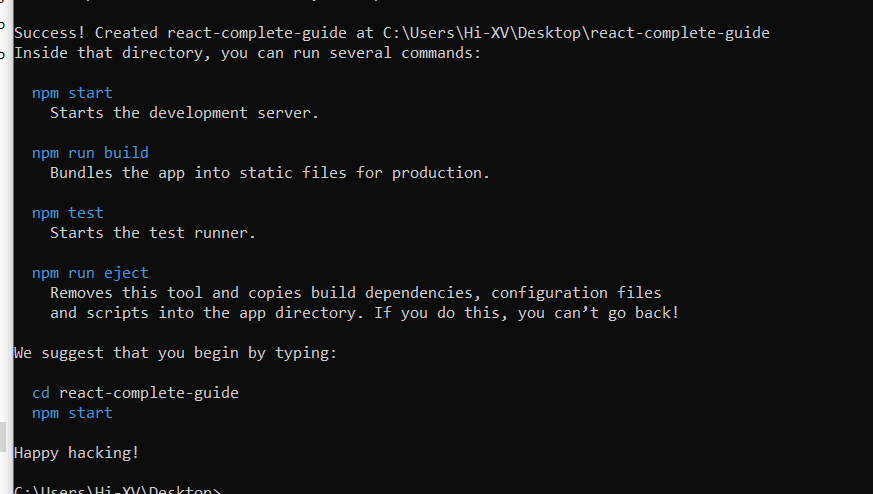 Success! Created react-complete-guide at C:\Users\Hi-XV\Desktop\react-complete-guide
Inside that directory, you can run several commands:
npm start
Starts the development server.
npm run build
Bundles the app into static files for production.
npm test
Starts the test runner.
npm run eject
Removes this tool and copies build dependencies, configuration files
and scripts into the app directory. If you do this, you can’t go back!
We suggest that you begin by typing:
cd react-complete-guide
npm start
Happy hacking!
C:\Users\Hi-XV\Desktop>